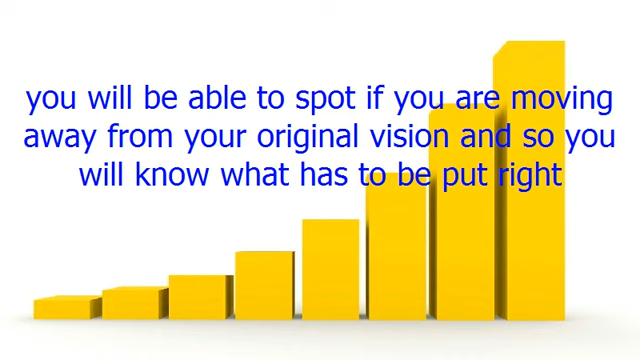 you will be able to spot if you are moving
away from your original vision and so you
will know what has to be put right